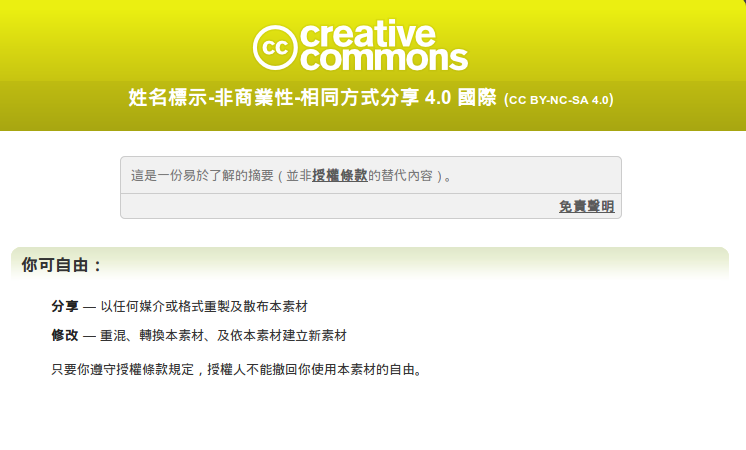 cc creative
commons
姓名標示-非商業性-相同方式分享 4.0 國際 (CC BY-NC-SA 4.0)
這是一份易於了解的摘要 ( 並非授權條款的替代內容 ) 。
免責聲明
你可自由：
分享 — 以任何媒介或格式重製及散布本素材
修改 — 重混、轉換本素材、及依本素材建立新素材
只要你遵守授權條款規定，授權人不能撤回你使用本素材的自由。